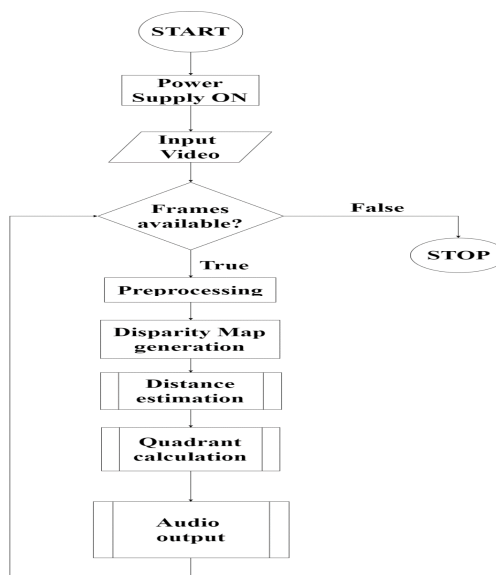 START
Power
Supply ON
Input
Video
Frames
available?
False
STOP
True
Preprocessing
Disparity Map
generation
Distance
estimation
Quadrant
calculation
Audio
output